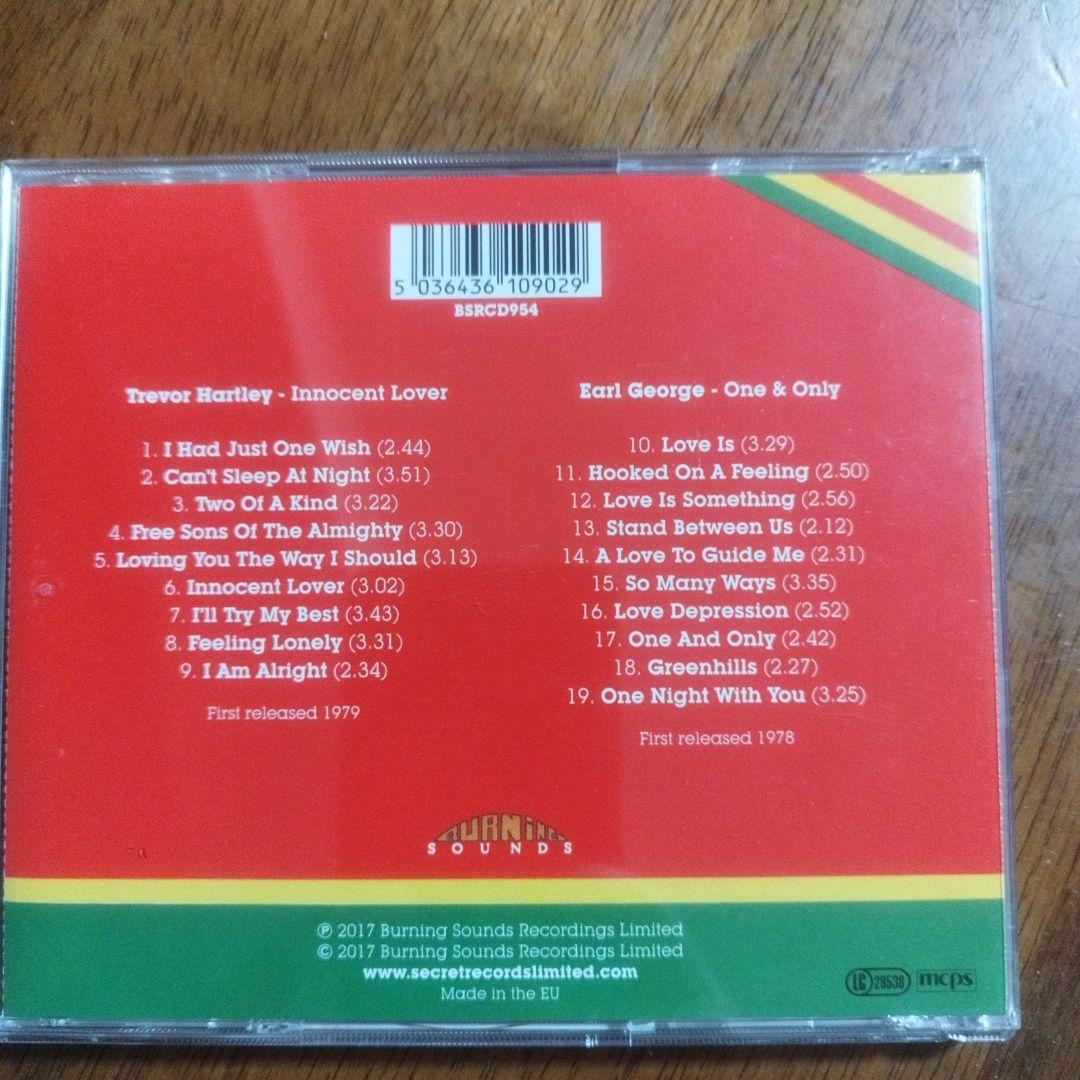 5 036436 109029
BSRCD954
Trevor Hartley - Innocent Lover
1. I Had Just One Wish (2.44)
2. Can't Sleep At Night (3.51)
3. Two Of A Kind (3.22)
4. Free Sons Of The Almighty (3.30)
5. Loving You The Way I Should (3.13)
6. Innocent Lover (3.02)
7. I'll Try My Best (3.43)
8. Feeling Lonely (3.31)
9. I Am Alright (2.34)
First released 1979
Earl George - One & Only
10. Love Is (3.29)
11. Hooked On A Feeling (2.50)
12. Love Is Something (2.56)
13. Stand Between Us (2.12)
14. A Love To Guide Me (2.31)
15. So Many Ways (3.35)
16. Love Depression (2.52)
17. One And Only (2.42)
18. Greenhills (2.27)
19. One Night With You (3.25)
First released 1978
BURNING
SOUNDS
℗ 2017 Burning Sounds Recordings Limited
© 2017 Burning Sounds Recordings Limited
www.secretrecordslimited.com
Made in the EU
LC 28538 mcps